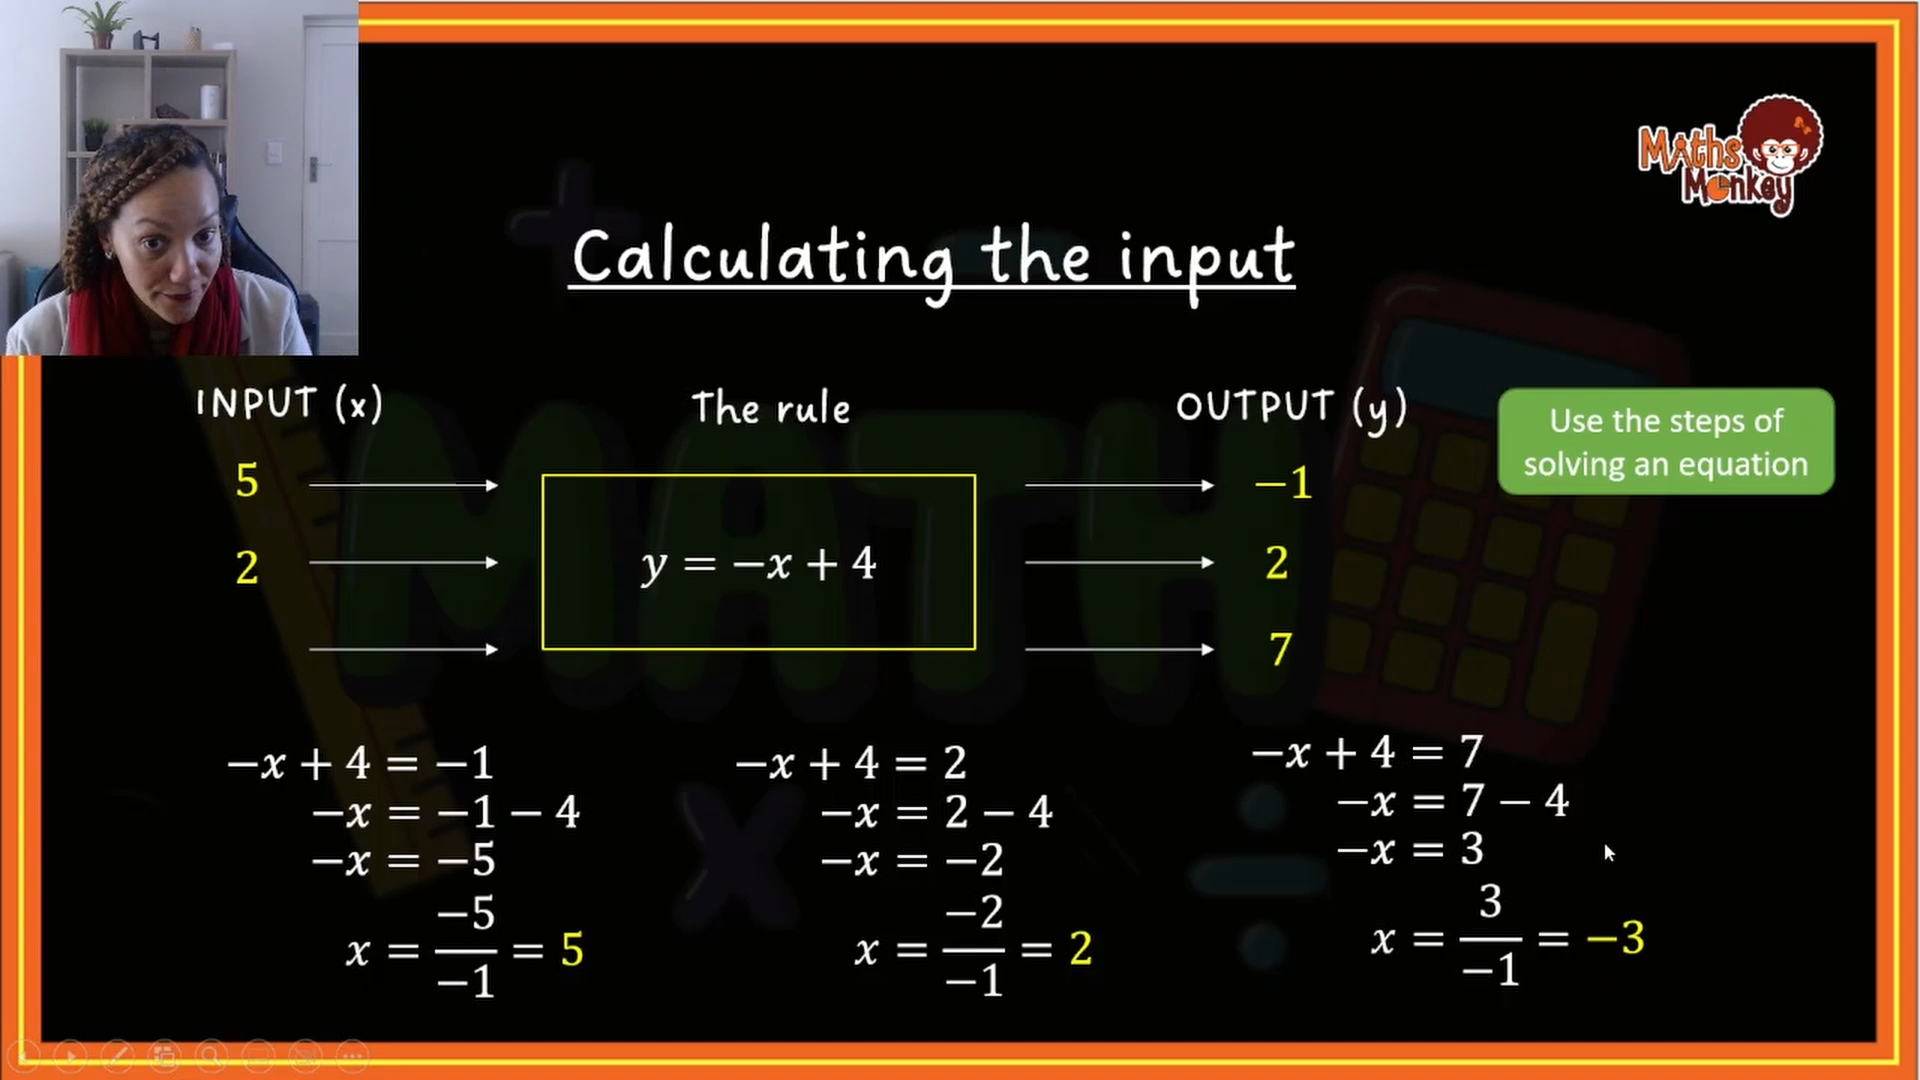 Maths
Monkey
Calculating the input
INPUT (x)
The rule
OUTPUT (y)
Use the steps of
solving an equation
5
−1
2
y = −x + 4
2
7
−x + 4 = −1
−x = −1 − 4
−x = −5
x = −5/−1 = 5
−x + 4 = 2
−x = 2 − 4
−x = −2
x = −2/−1 = 2
−x + 4 = 7
−x = 7 − 4
−x = 3
x = 3/−1 = −3
MATH